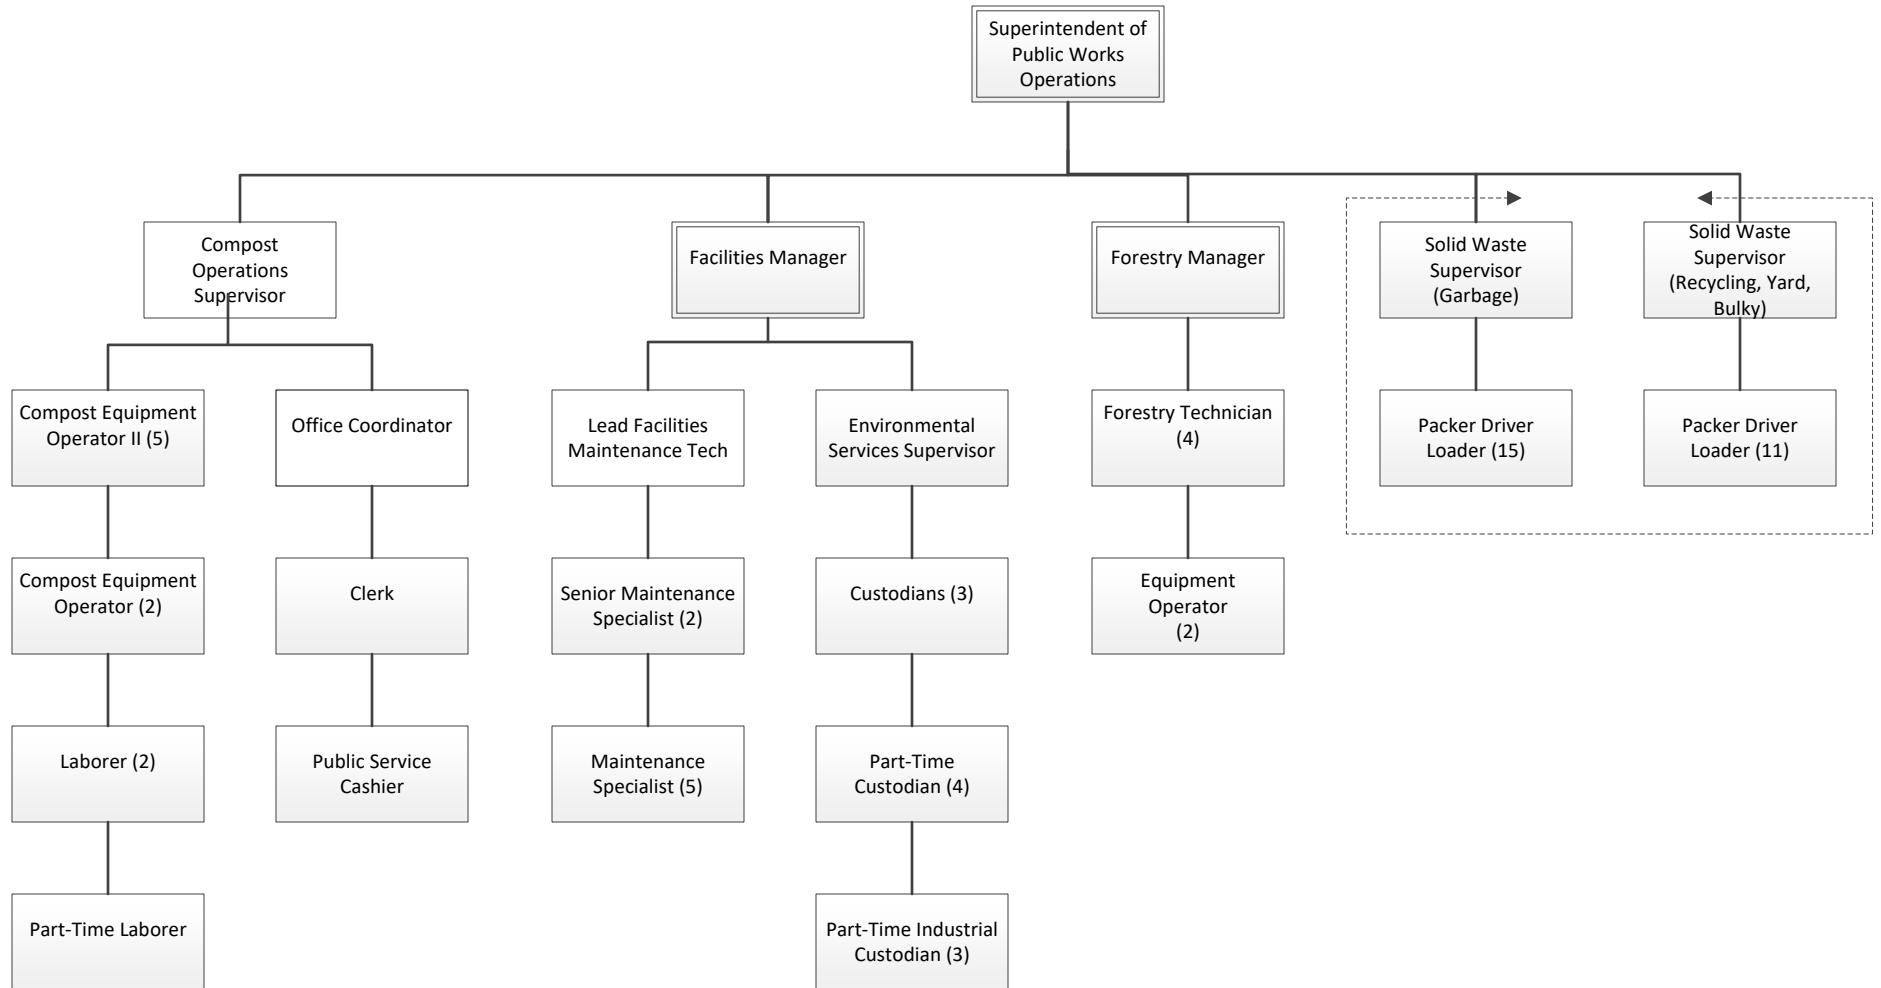 Superintendent of
Public Works
Operations
Compost
Operations
Supervisor
Facilities Manager
Forestry Manager
Solid Waste
Supervisor
(Garbage)
Solid Waste
Supervisor
(Recycling, Yard,
Bulky)
Compost Equipment
Operator II (5)
Office Coordinator
Lead Facilities
Maintenance Tech
Environmental
Services Supervisor
Forestry Technician
(4)
Packer Driver
Loader (15)
Packer Driver
Loader (11)
Compost Equipment
Operator (2)
Clerk
Senior Maintenance
Specialist (2)
Custodians (3)
Equipment
Operator
(2)
Laborer (2)
Public Service
Cashier
Maintenance
Specialist (5)
Part-Time
Custodian (4)
Part-Time Laborer
Part-Time Industrial
Custodian (3)